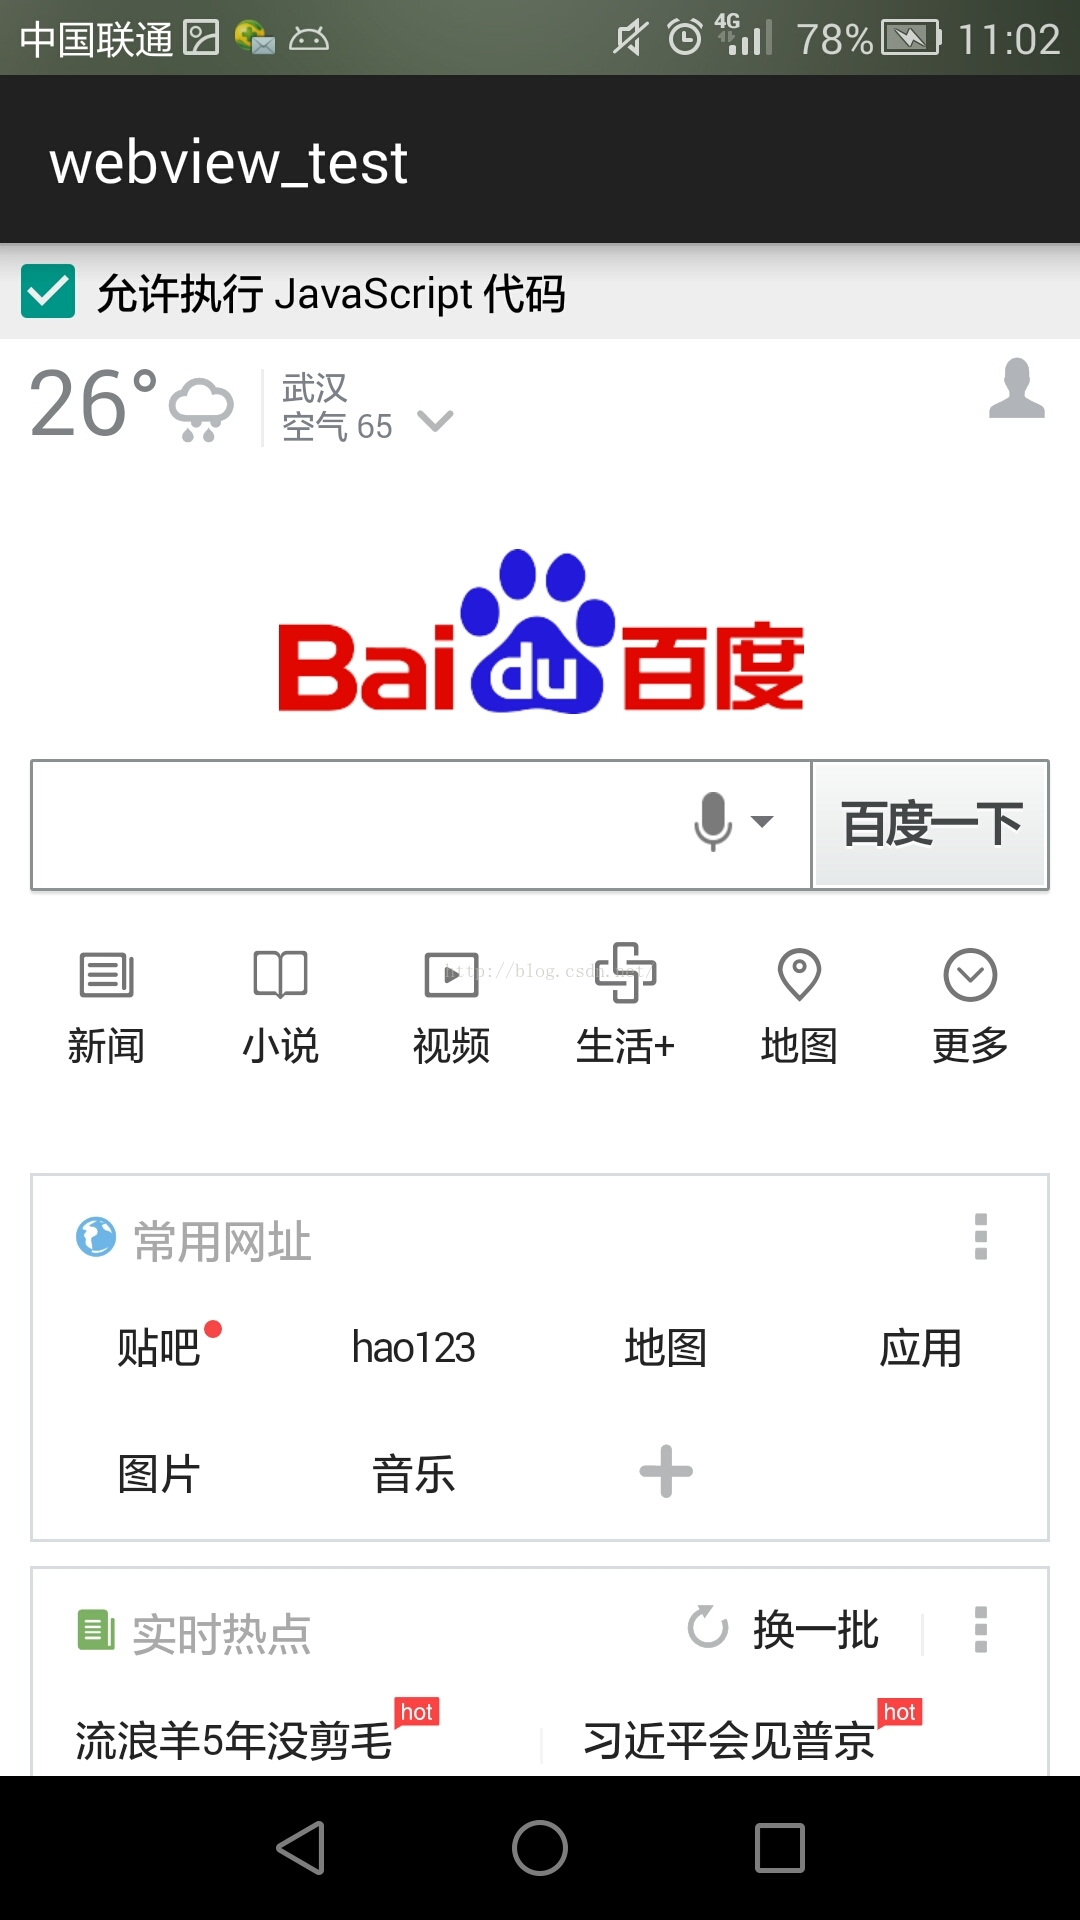 中国联通 4G 78% 11:02
webview_test
允许执行 JavaScript 代码
26° 武汉
空气 65
Bai du 百度
百度一下
http://blog.csdn.net/
新闻 小说 视频 生活+ 地图 更多
常用网址
贴吧 hao123 地图 应用
图片 音乐
实时热点 换一批
流浪羊5年没剪毛 hot 习近平会见普京 hot